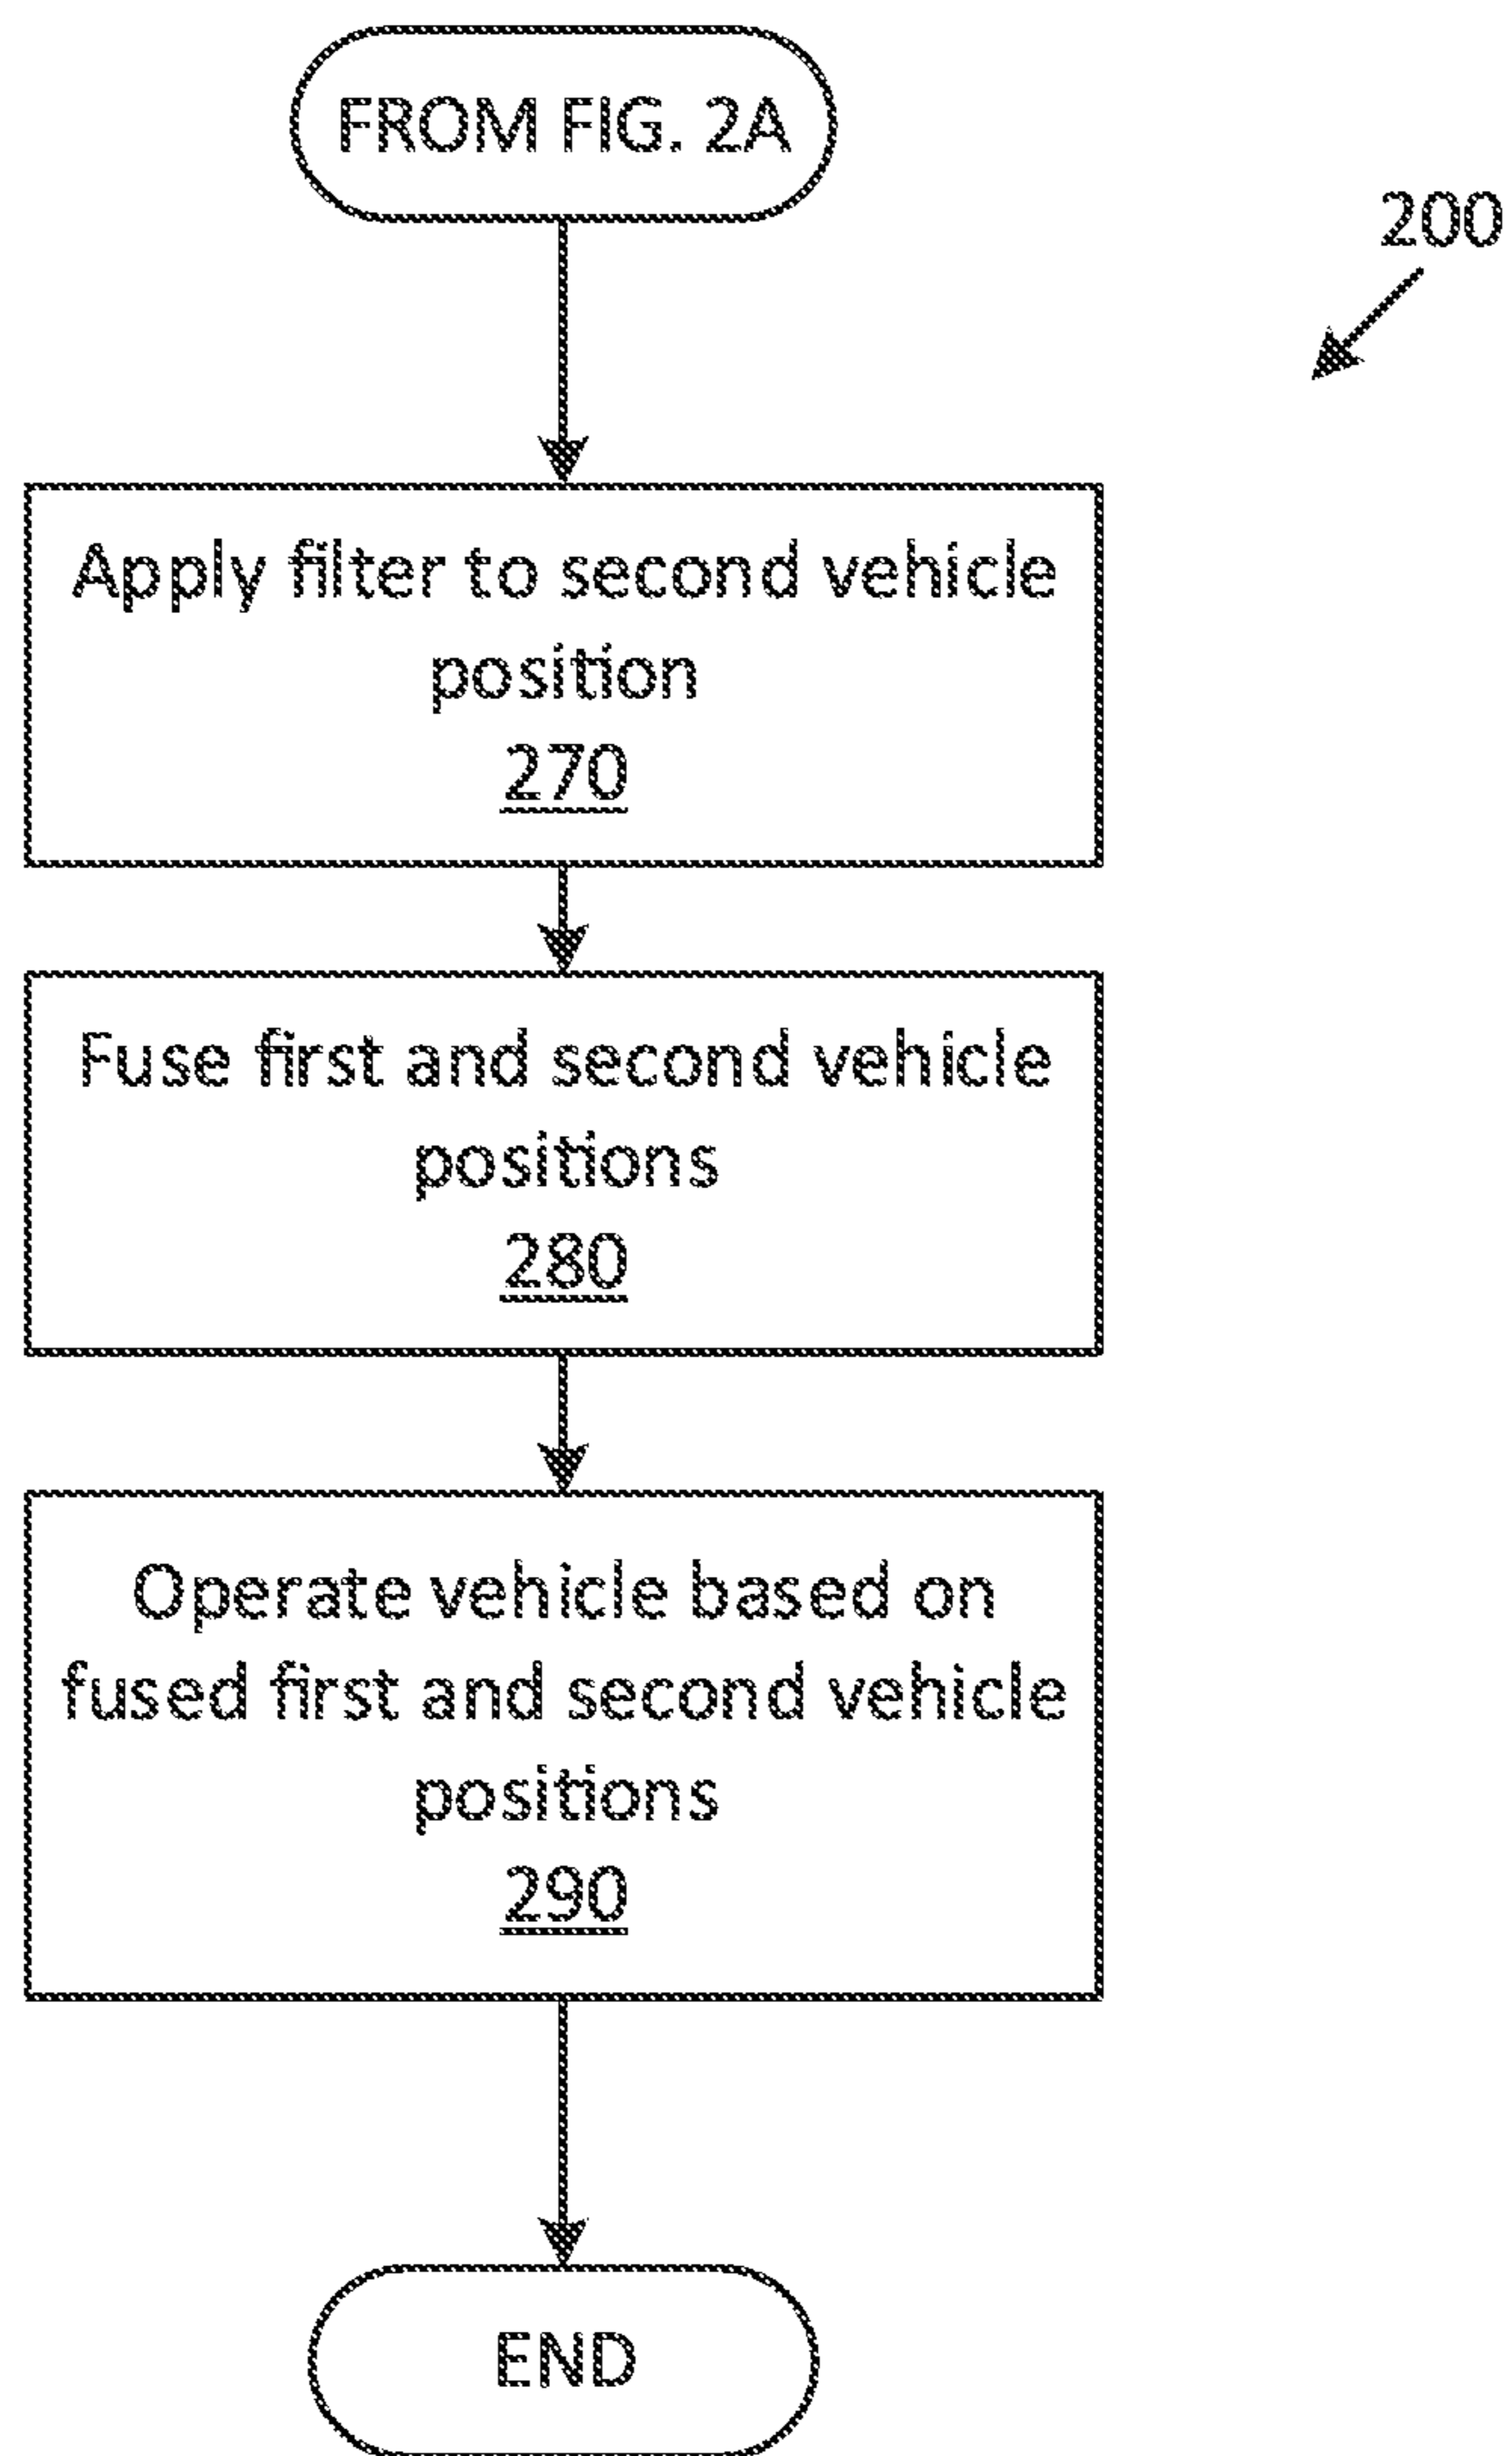 FROM FIG. 2A
200
Apply filter to second vehicle
position
270
Fuse first and second vehicle
positions
280
Operate vehicle based on
fused first and second vehicle
positions
290
END